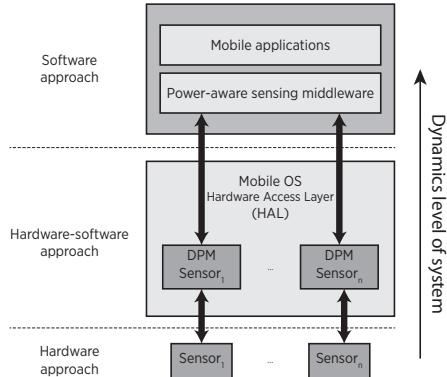 Software
approach
Mobile applications
Power-aware sensing middleware
Hardware-software
approach
Mobile OS
Hardware Access Layer
(HAL)
DPM
Sensor1
...
DPM
Sensorn
Hardware
approach
Sensor1
...
Sensorn
Dynamics level of system